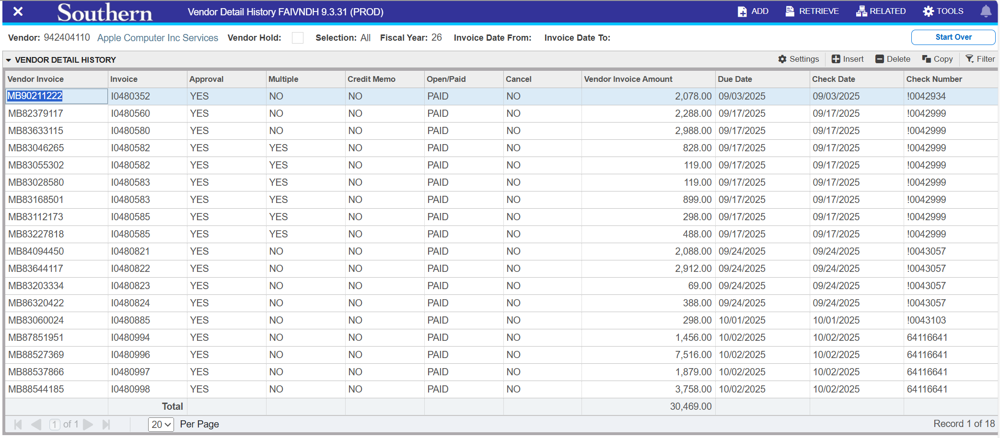 Southern Vendor Detail History FAIVNDH 9.3.31 (PROD) ADD RETRIEVE RELATED TOOLS
Vendor: 942404110 Apple Computer Inc Services Vendor Hold: Selection: All Fiscal Year: 26 Invoice Date From: Invoice Date To: Start Over
VENDOR DETAIL HISTORY Settings Insert Delete Copy Filter
Vendor Invoice Invoice Approval Multiple Credit Memo Open/Paid Cancel Vendor Invoice Amount Due Date Check Date Check Number
MB90211222 I0480352 YES NO NO PAID NO 2,078.00 09/03/2025 09/03/2025 !0042934
MB82379117 I0480560 YES NO NO PAID NO 2,288.00 09/17/2025 09/17/2025 !0042999
MB83633115 I0480580 YES NO NO PAID NO 2,988.00 09/17/2025 09/17/2025 !0042999
MB83046265 I0480582 YES YES NO PAID NO 828.00 09/17/2025 09/17/2025 !0042999
MB83055302 I0480582 YES YES NO PAID NO 119.00 09/17/2025 09/17/2025 !0042999
MB83028580 I0480583 YES YES NO PAID NO 119.00 09/17/2025 09/17/2025 !0042999
MB83168501 I0480583 YES YES NO PAID NO 899.00 09/17/2025 09/17/2025 !0042999
MB83112173 I0480585 YES YES NO PAID NO 298.00 09/17/2025 09/17/2025 !0042999
MB83227818 I0480585 YES YES NO PAID NO 488.00 09/17/2025 09/17/2025 !0042999
MB84094450 I0480821 YES NO NO PAID NO 2,088.00 09/24/2025 09/24/2025 !0043057
MB83644117 I0480822 YES NO NO PAID NO 2,912.00 09/24/2025 09/24/2025 !0043057
MB83203334 I0480823 YES NO NO PAID NO 69.00 09/24/2025 09/24/2025 !0043057
MB86320422 I0480824 YES NO NO PAID NO 388.00 09/24/2025 09/24/2025 !0043057
MB83060024 I0480885 YES NO NO PAID NO 298.00 10/01/2025 10/01/2025 !0043103
MB87851951 I0480994 YES NO NO PAID NO 1,456.00 10/02/2025 10/02/2025 64116641
MB88527369 I0480996 YES NO NO PAID NO 7,516.00 10/02/2025 10/02/2025 64116641
MB88537866 I0480997 YES NO NO PAID NO 1,879.00 10/02/2025 10/02/2025 64116641
MB88544185 I0480998 YES NO NO PAID NO 3,758.00 10/02/2025 10/02/2025 64116641
Total 30,469.00
1 of 1 20 Per Page Record 1 of 18